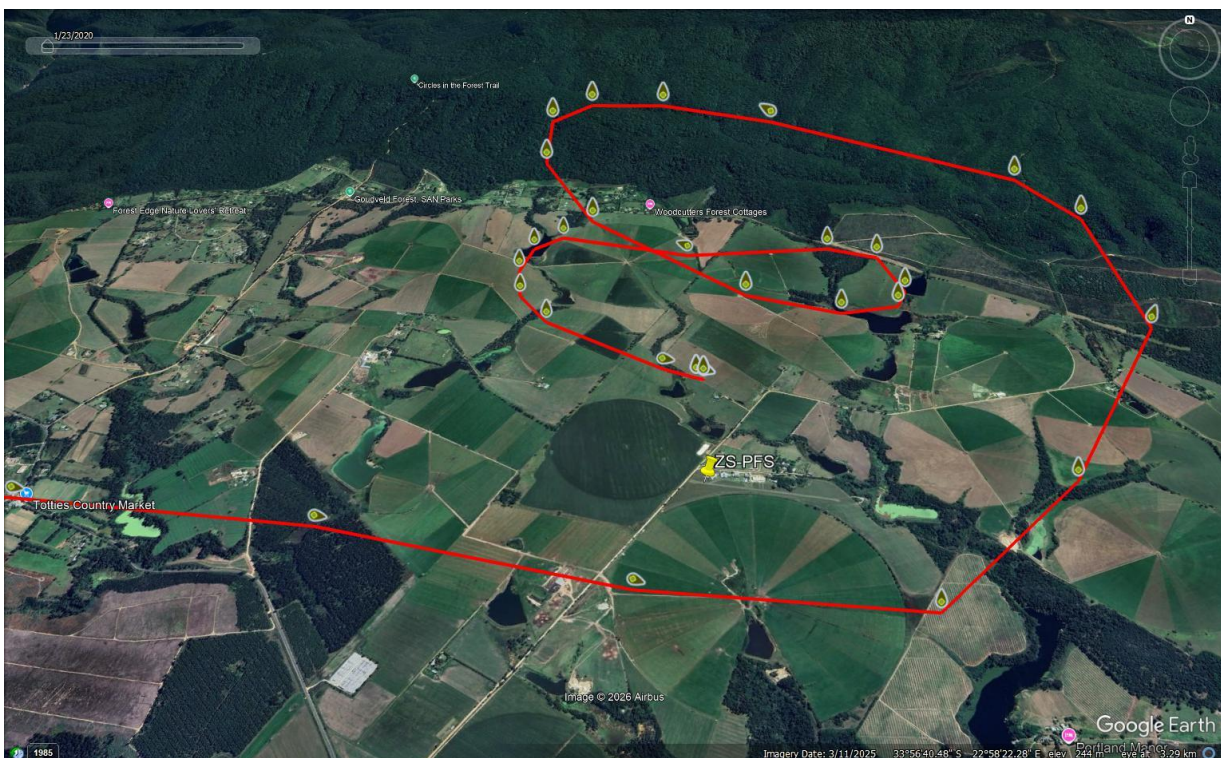 1/23/2020
N
Circles in the Forest Trail
Goudveld Forest, SAN Parks
Forest Edge Nature Lovers' Retreat
Woodcutters Forest Cottages
ZS-PFS
Totties Country Market
Image © 2026 Airbus
Google Earth
Portland Manor
1985
Imagery Date: 3/11/2025 33°56'40.48" S 22°58'22.28" E elev 244 m eye alt 3.29 km